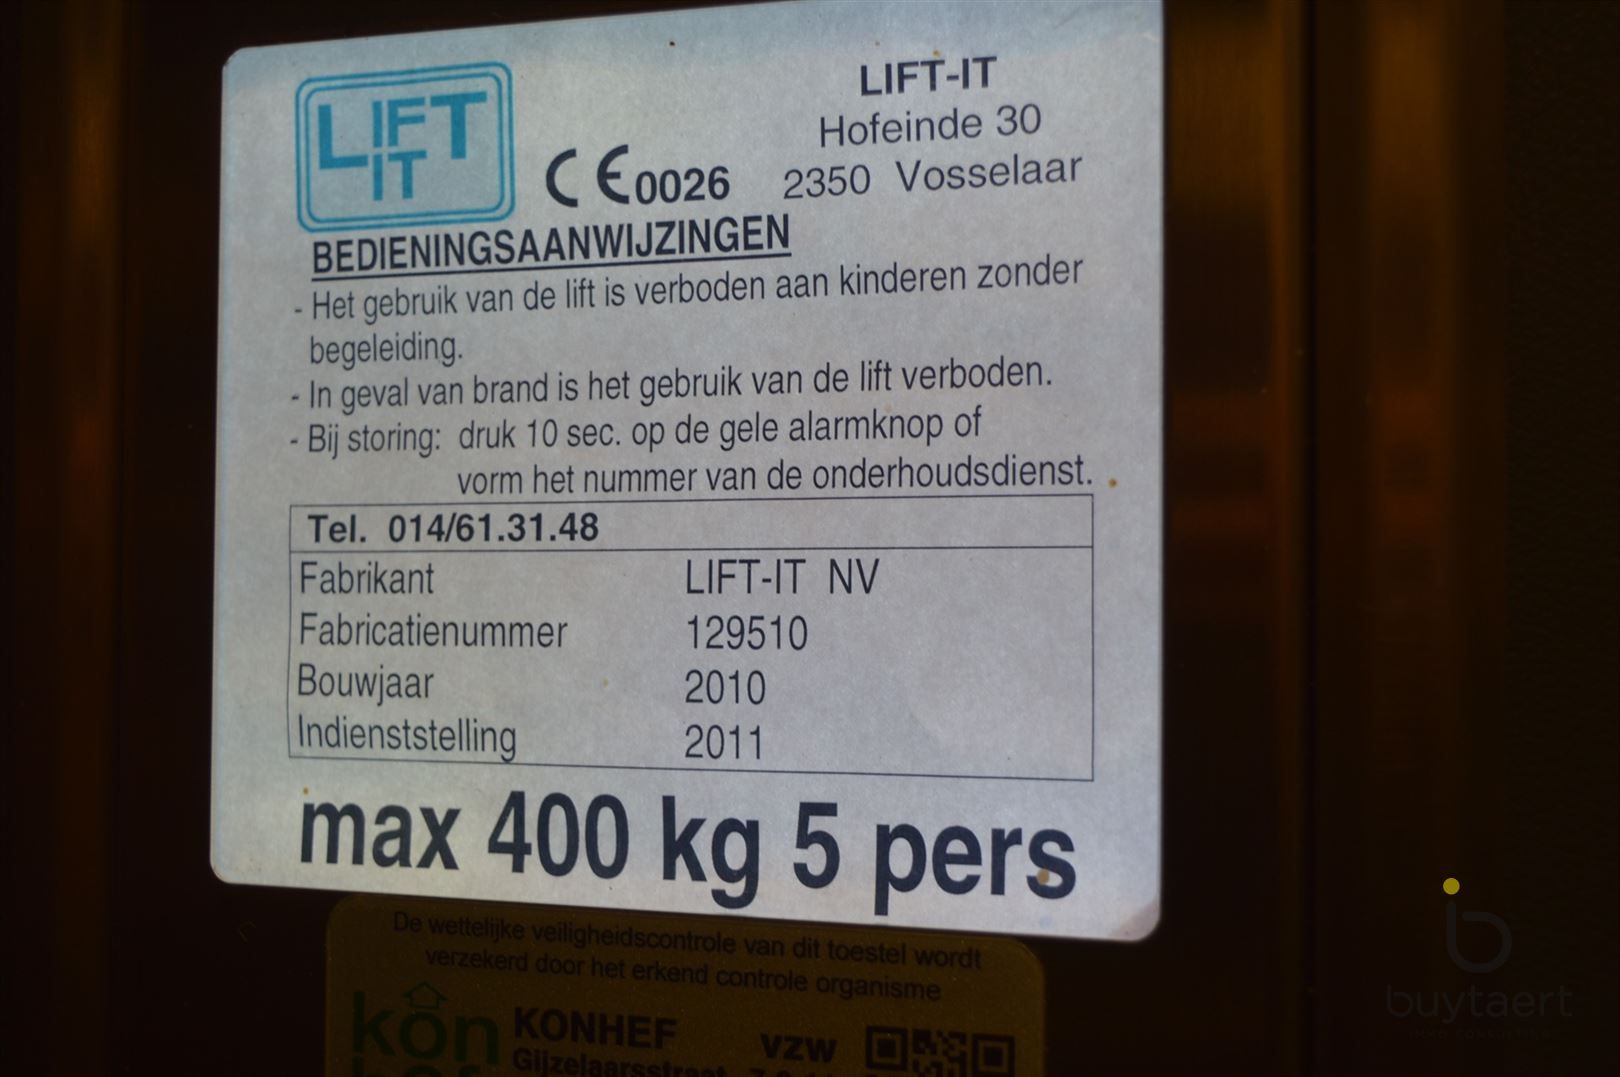 LIFT
IT
CE0026
LIFT-IT
Hofeinde 30
2350 Vosselaar
BEDIENINGSAANWIJZINGEN
- Het gebruik van de lift is verboden aan kinderen zonder
begeleiding.
- In geval van brand is het gebruik van de lift verboden.
- Bij storing: druk 10 sec. op de gele alarmknop of
vorm het nummer van de onderhoudsdienst.
Tel. 014/61.31.48
Fabrikant LIFT-IT NV
Fabricatienummer 129510
Bouwjaar 2010
Indienststelling 2011
max 400 kg 5 pers
De wettelijke veiligheidscontrole van dit toestel wordt
verzekerd door het erkend controle organisme
kon
KONHEF vzw
Gijzelaarsstraat
buytaert